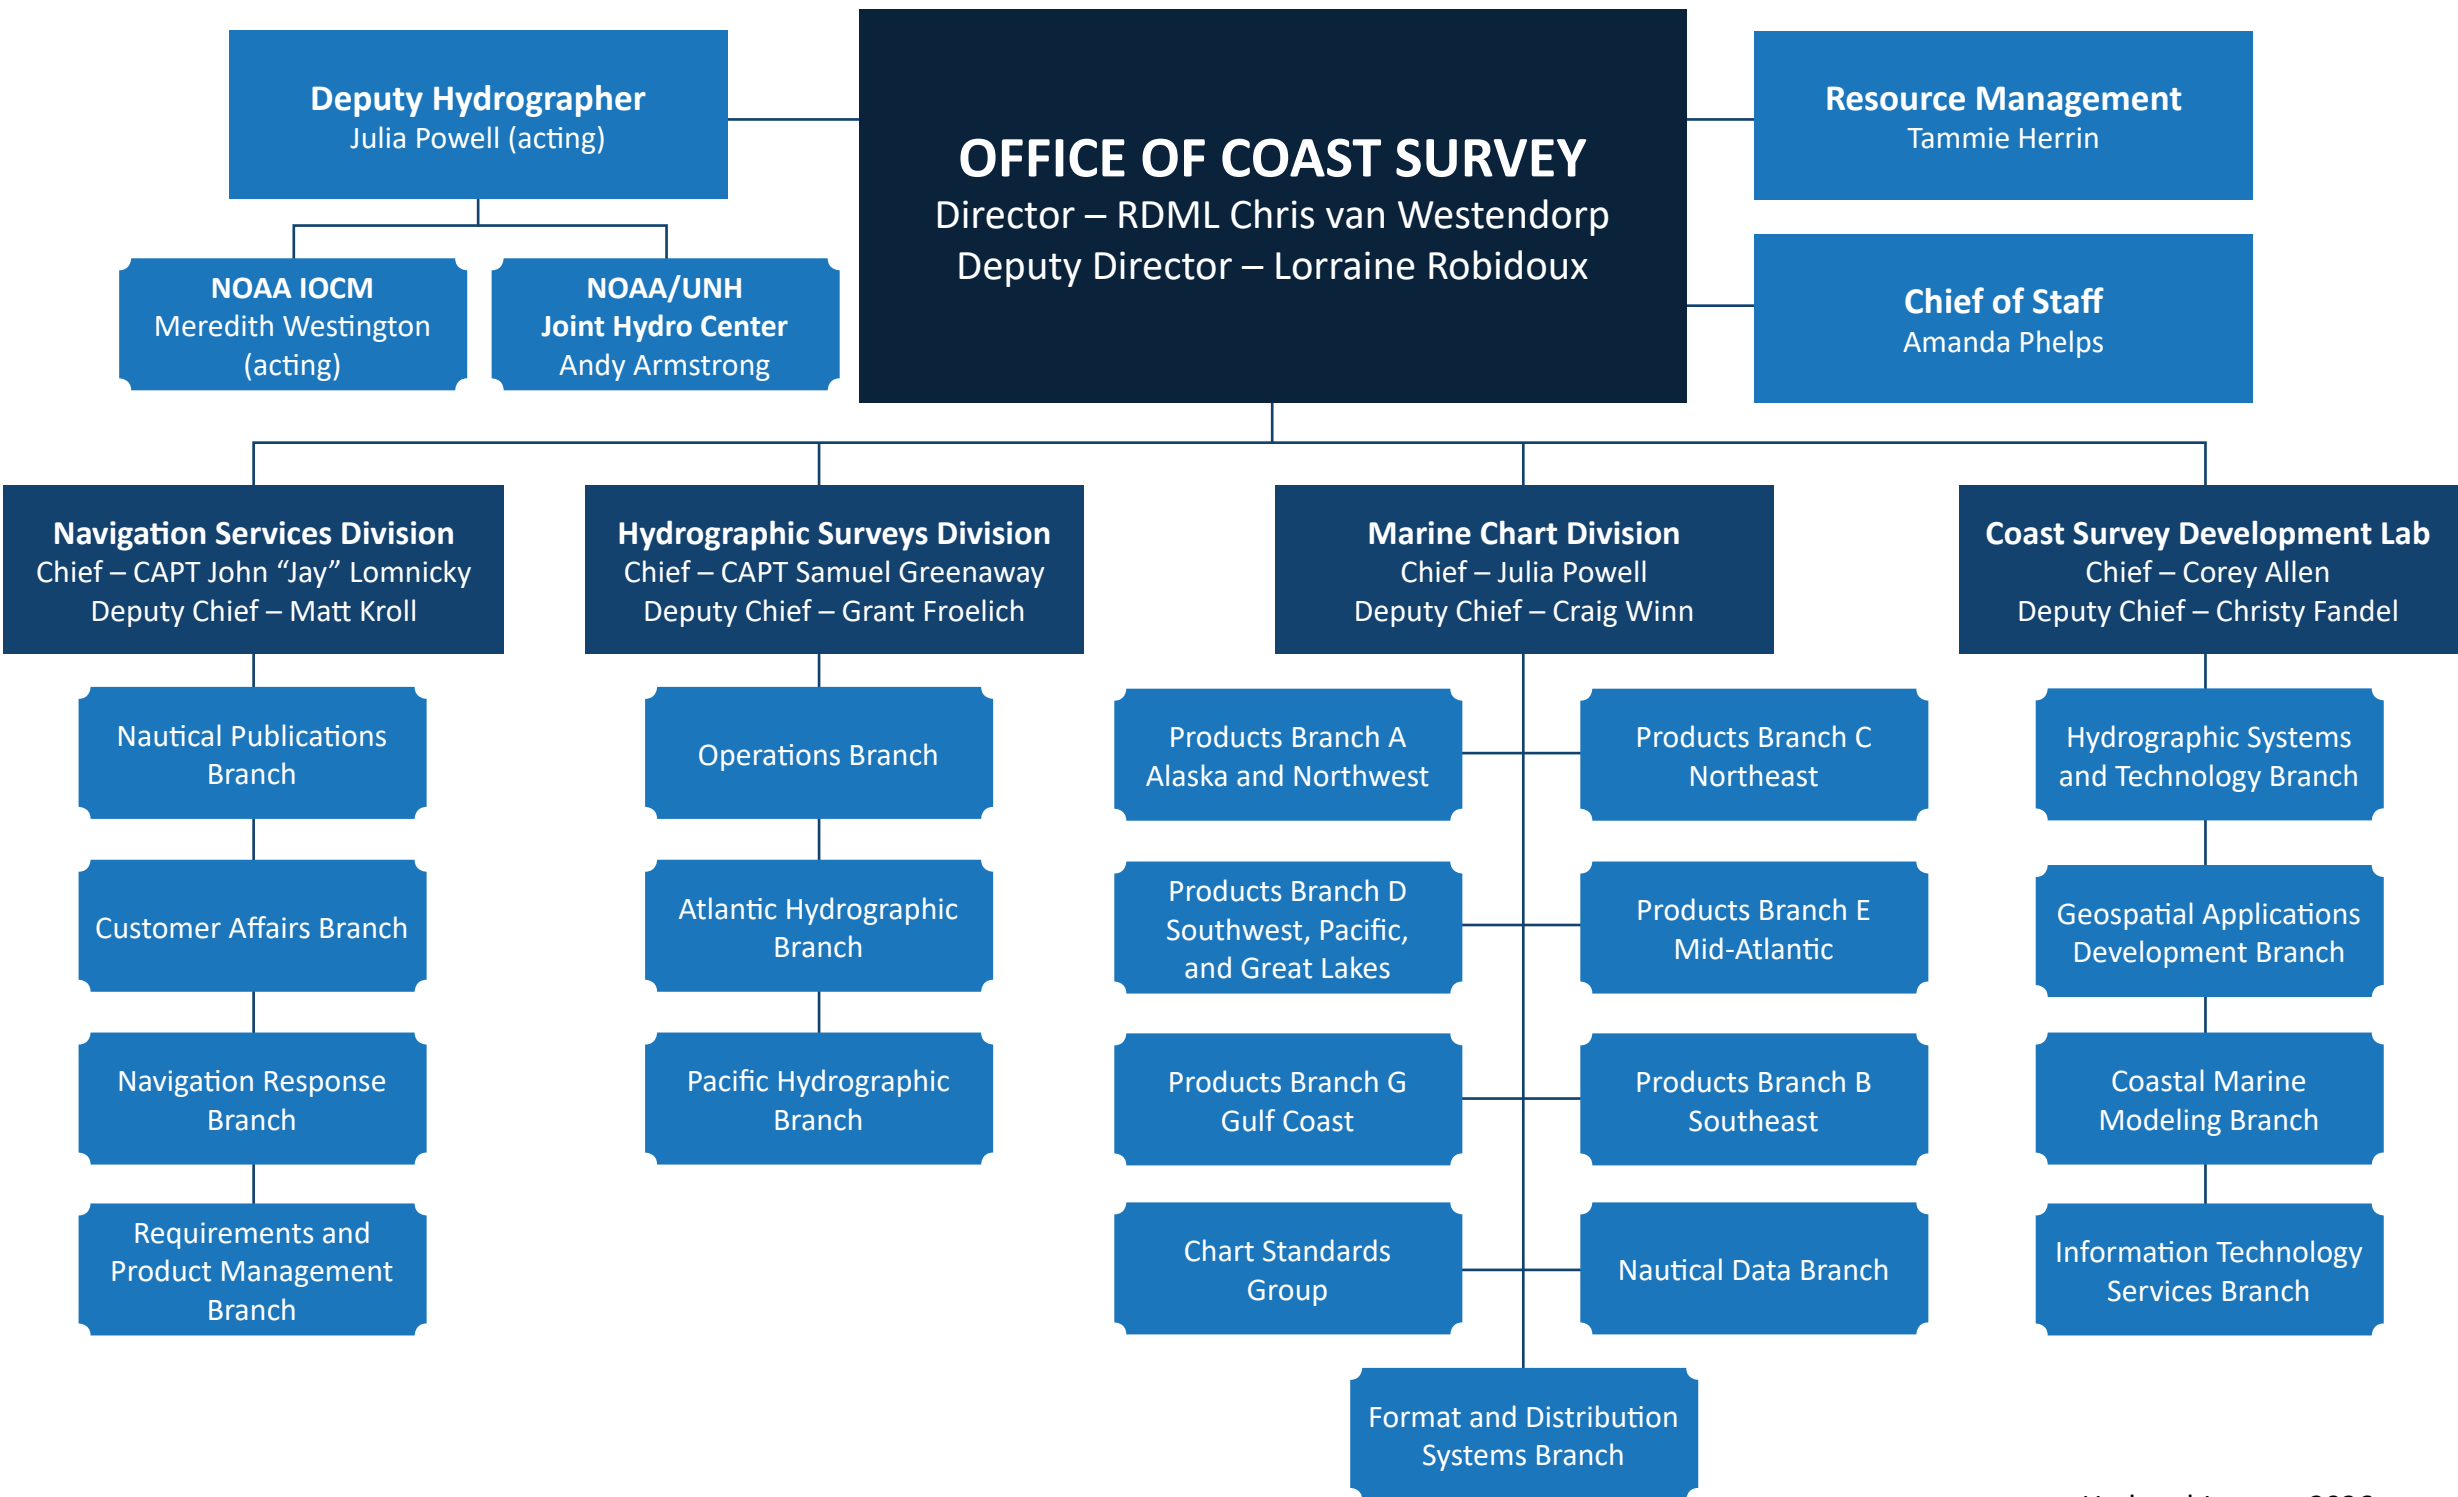 Deputy Hydrographer
Julia Powell (acting)
OFFICE OF COAST SURVEY
Director – RDML Chris van Westendorp
Deputy Director – Lorraine Robidoux
Resource Management
Tammie Herrin
NOAA IOCM
Meredith Westington
(acting)
NOAA/UNH
Joint Hydro Center
Andy Armstrong
Chief of Staff
Amanda Phelps
Navigation Services Division
Chief – CAPT John “Jay” Lomnicky
Deputy Chief – Matt Kroll
Hydrographic Surveys Division
Chief – CAPT Samuel Greenaway
Deputy Chief – Grant Froelich
Marine Chart Division
Chief – Julia Powell
Deputy Chief – Craig Winn
Coast Survey Development Lab
Chief – Corey Allen
Deputy Chief – Christy Fandel
Nautical Publications
Branch
Customer Affairs Branch
Navigation Response
Branch
Requirements and
Product Management
Branch
Operations Branch
Atlantic Hydrographic
Branch
Pacific Hydrographic
Branch
Products Branch A
Alaska and Northwest
Products Branch C
Northeast
Products Branch D
Southwest, Pacific,
and Great Lakes
Products Branch E
Mid-Atlantic
Products Branch G
Gulf Coast
Products Branch B
Southeast
Chart Standards
Group
Nautical Data Branch
Format and Distribution
Systems Branch
Hydrographic Systems
and Technology Branch
Geospatial Applications
Development Branch
Coastal Marine
Modeling Branch
Information Technology
Services Branch